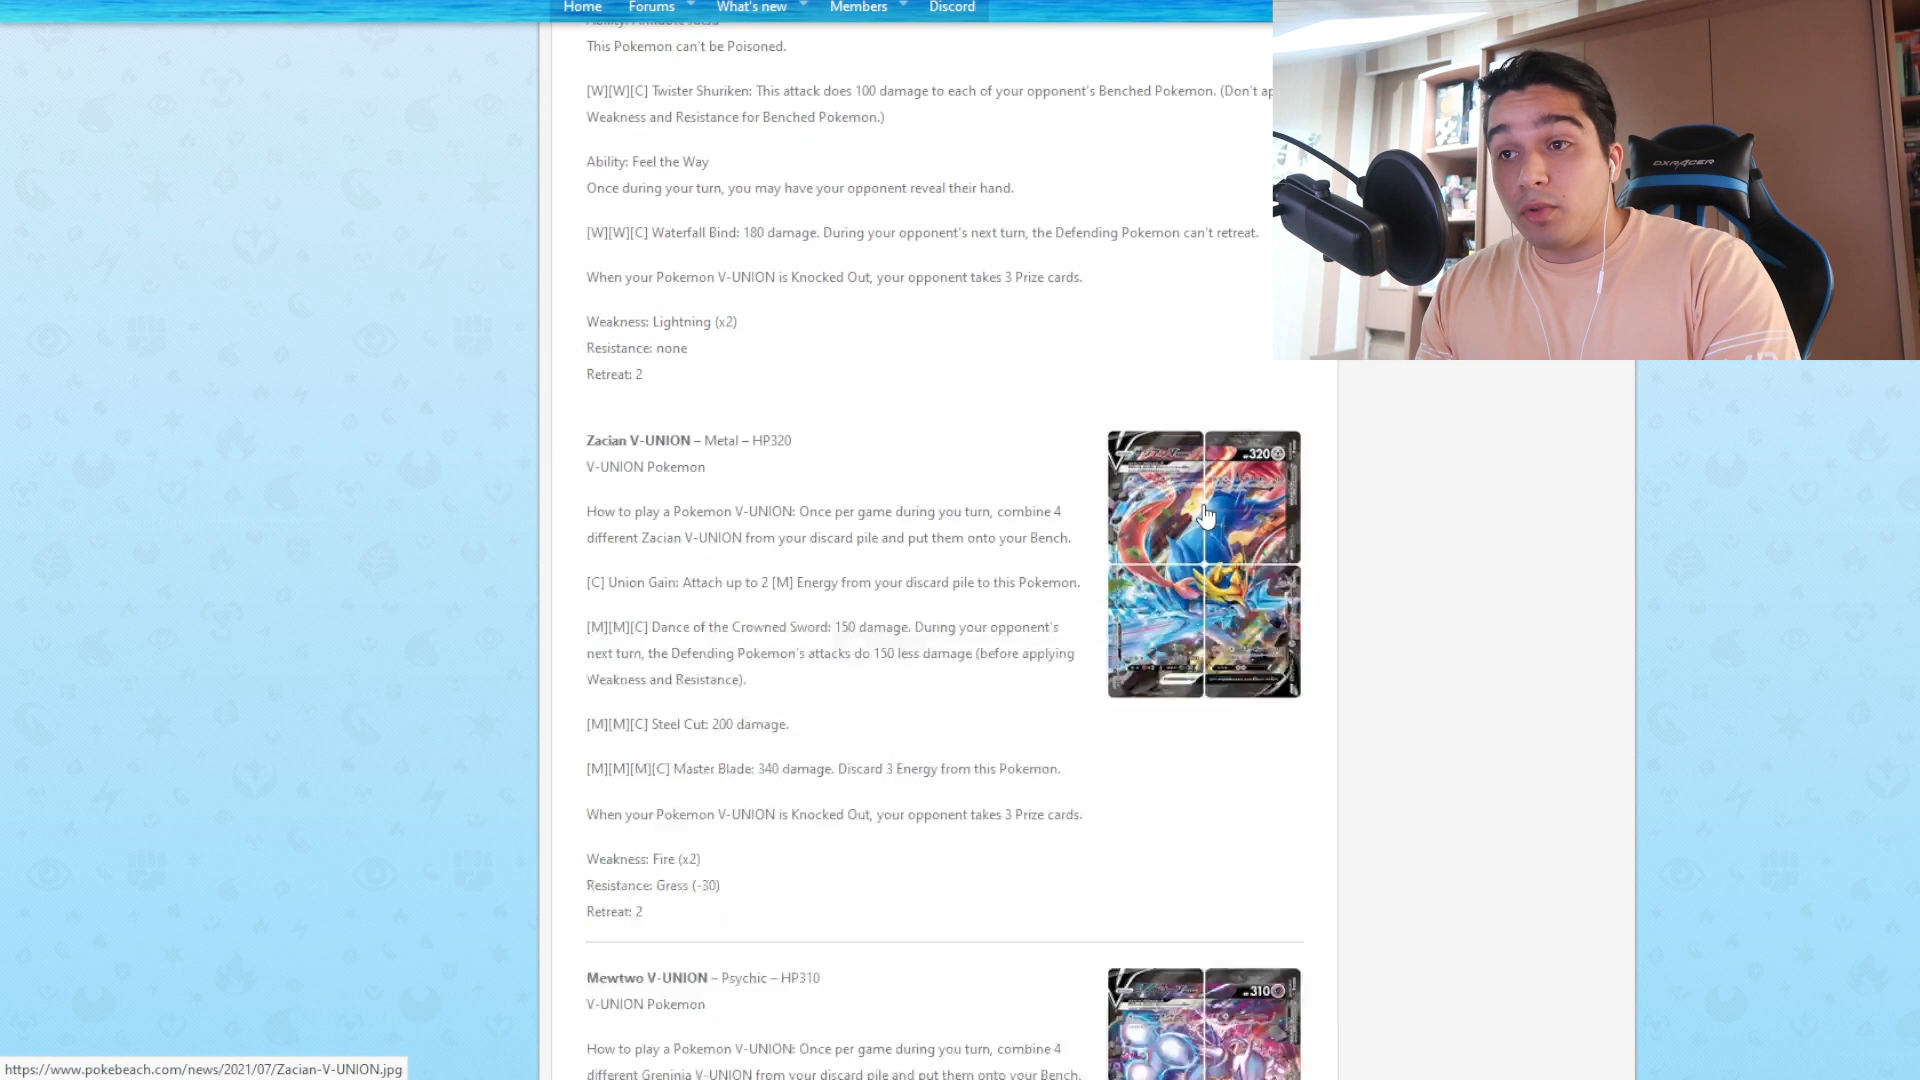 Home Forums What's new Members Discord
This Pokemon can't be Poisoned.
[W][W][C] Twister Shuriken: This attack does 100 damage to each of your opponent's Benched Pokemon. (Don't ap
Weakness and Resistance for Benched Pokemon.)
Ability: Feel the Way
Once during your turn, you may have your opponent reveal their hand.
[W][W][C] Waterfall Bind: 180 damage. During your opponent's next turn, the Defending Pokemon can't retreat.
When your Pokemon V-UNION is Knocked Out, your opponent takes 3 Prize cards.
Weakness: Lightning (x2)
Resistance: none
Retreat: 2
Zacian V-UNION – Metal – HP320
V-UNION Pokemon
How to play a Pokemon V-UNION: Once per game during you turn, combine 4
different Zacian V-UNION from your discard pile and put them onto your Bench.
[C] Union Gain: Attach up to 2 [M] Energy from your discard pile to this Pokemon.
[M][M][C] Dance of the Crowned Sword: 150 damage. During your opponent's
next turn, the Defending Pokemon's attacks do 150 less damage (before applying
Weakness and Resistance).
[M][M][C] Steel Cut: 200 damage.
[M][M][M][C] Master Blade: 340 damage. Discard 3 Energy from this Pokemon.
When your Pokemon V-UNION is Knocked Out, your opponent takes 3 Prize cards.
Weakness: Fire (x2)
Resistance: Grass (-30)
Retreat: 2
320
Mewtwo V-UNION – Psychic – HP310
V-UNION Pokemon
How to play a Pokemon V-UNION: Once per game during you turn, combine 4
different Greninja V-UNION from your discard pile and put them onto your Bench.
310
DXRACER
https://www.pokebeach.com/news/2021/07/Zacian-V-UNION.jpg